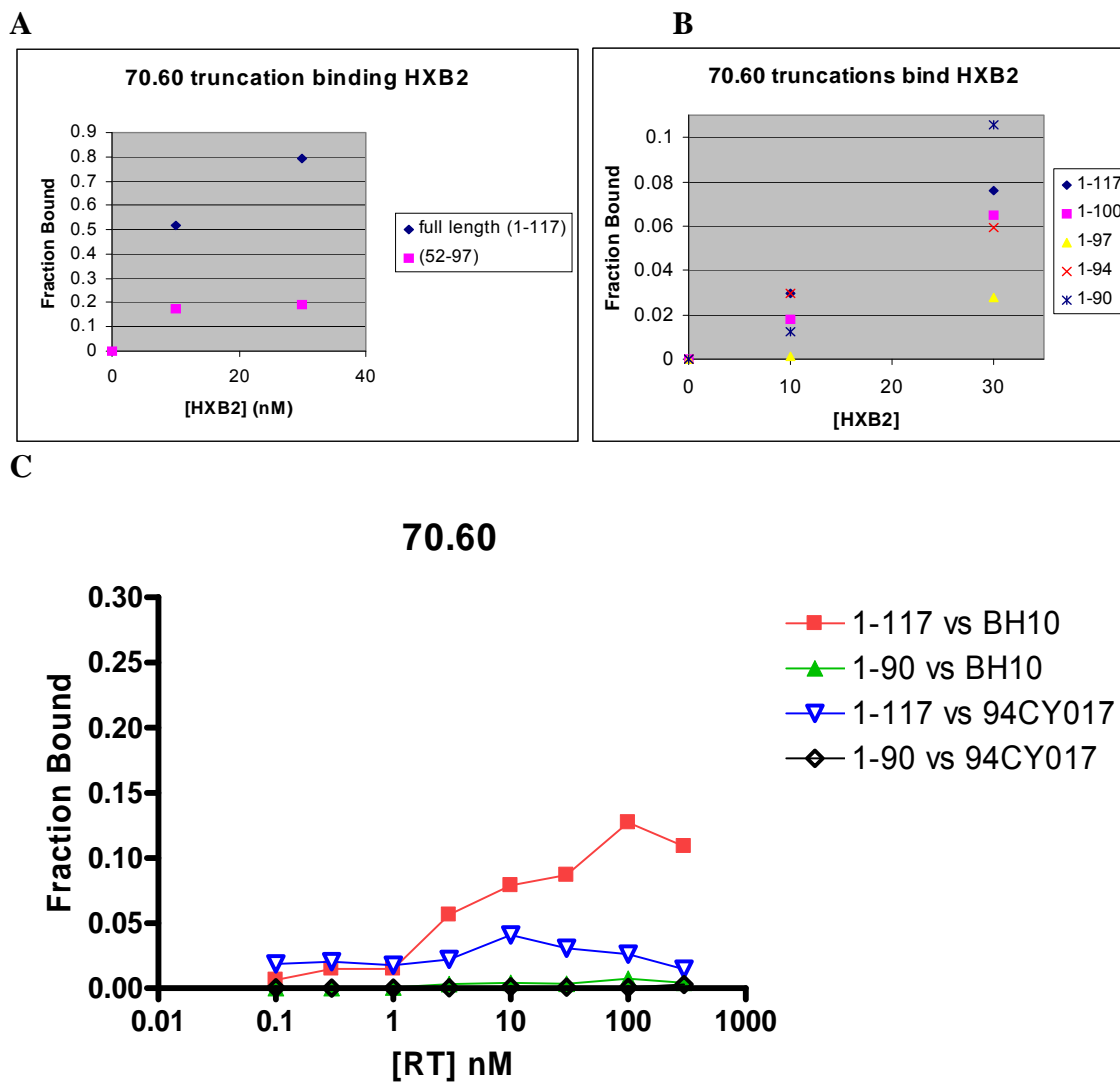 A
B
70.60 truncation binding HXB2
Fraction Bound
0.9
0.8
0.7
0.6
0.5
0.4
0.3
0.2
0.1
0
0
20
40
[HXB2] (nM)
full length (1-117)
(52-97)
70.60 truncations bind HXB2
Fraction Bound
0.1
0.08
0.06
0.04
0.02
0
0
10
20
30
[HXB2]
1-117
1-100
1-97
1-94
1-90
C
70.60
Fraction Bound
0.30
0.25
0.20
0.15
0.10
0.05
0.00
0.01
0.1
1
10
100
1000
[RT] nM
1-117 vs BH10
1-90 vs BH10
1-117 vs 94CY017
1-90 vs 94CY017